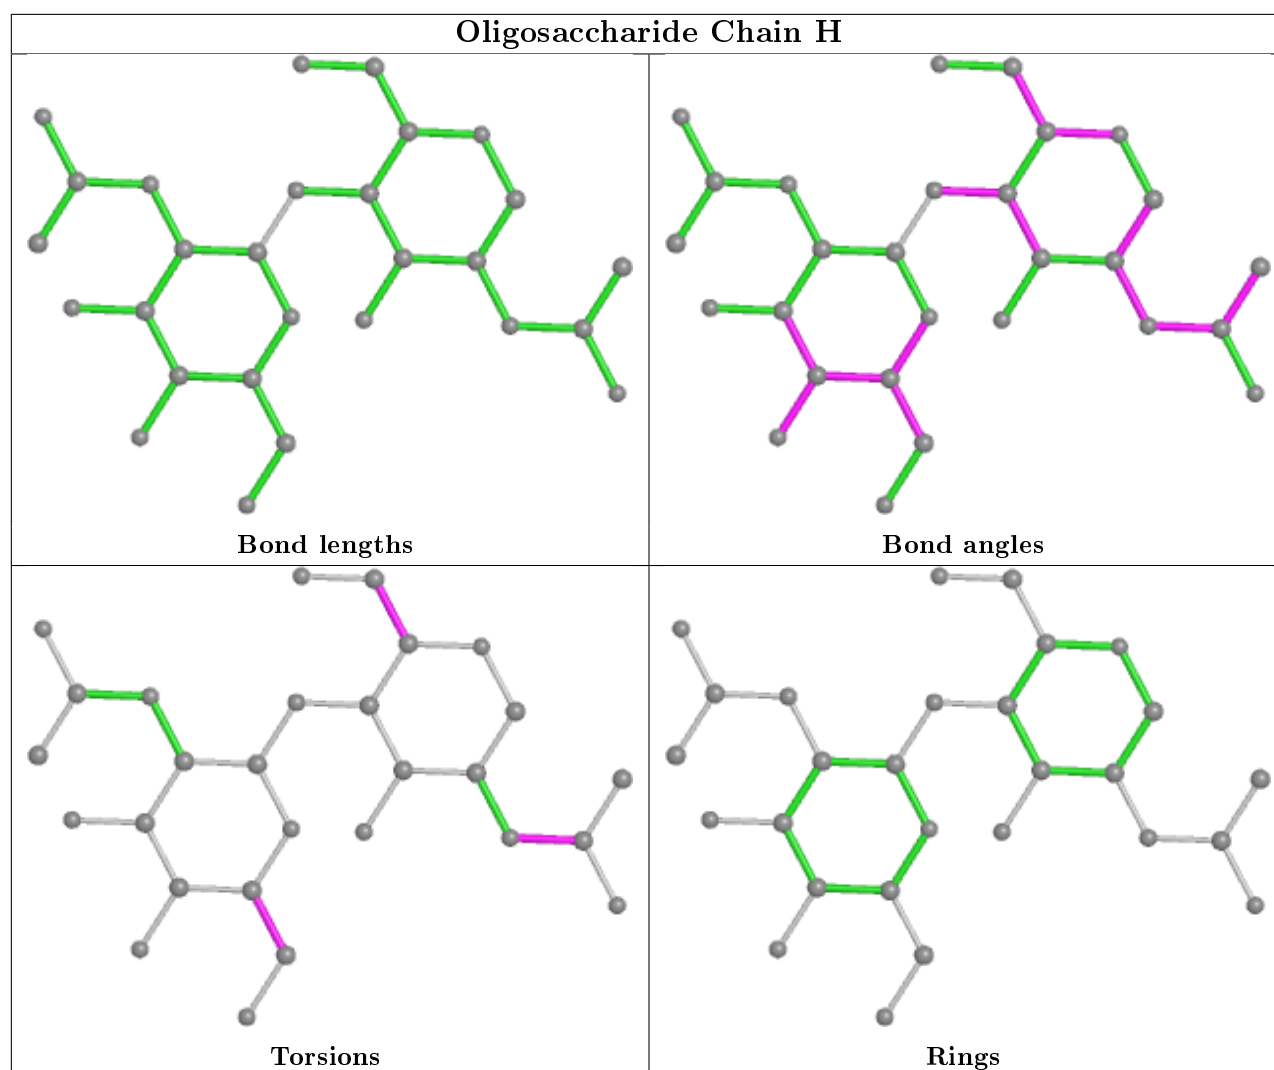 Oligosaccharide Chain H
Bond lengths
Bond angles
Torsions
Rings